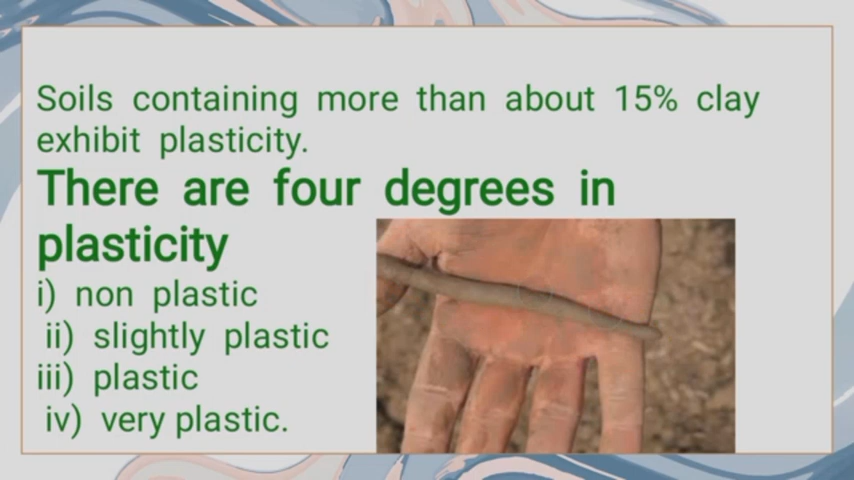 Soils containing more than about 15% clay
exhibit plasticity.
There are four degrees in
plasticity
i) non plastic
ii) slightly plastic
iii) plastic
iv) very plastic.